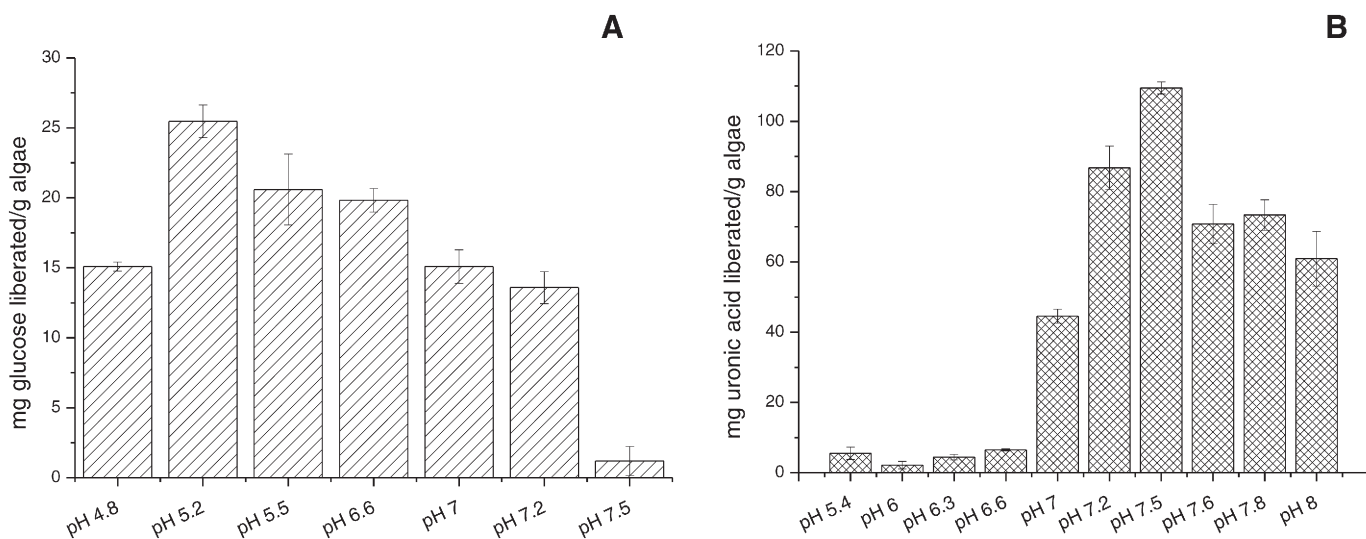 A
mg glucose liberated/g algae
30
25
20
15
10
5
0
pH 4.8
pH 5.2
pH 5.5
pH 6.6
pH 7
pH 7.2
pH 7.5
B
mg uronic acid liberated/g algae
120
100
80
60
40
20
0
pH 5.4
pH 6
pH 6.3
pH 6.6
pH 7
pH 7.2
pH 7.5
pH 7.6
pH 7.8
pH 8